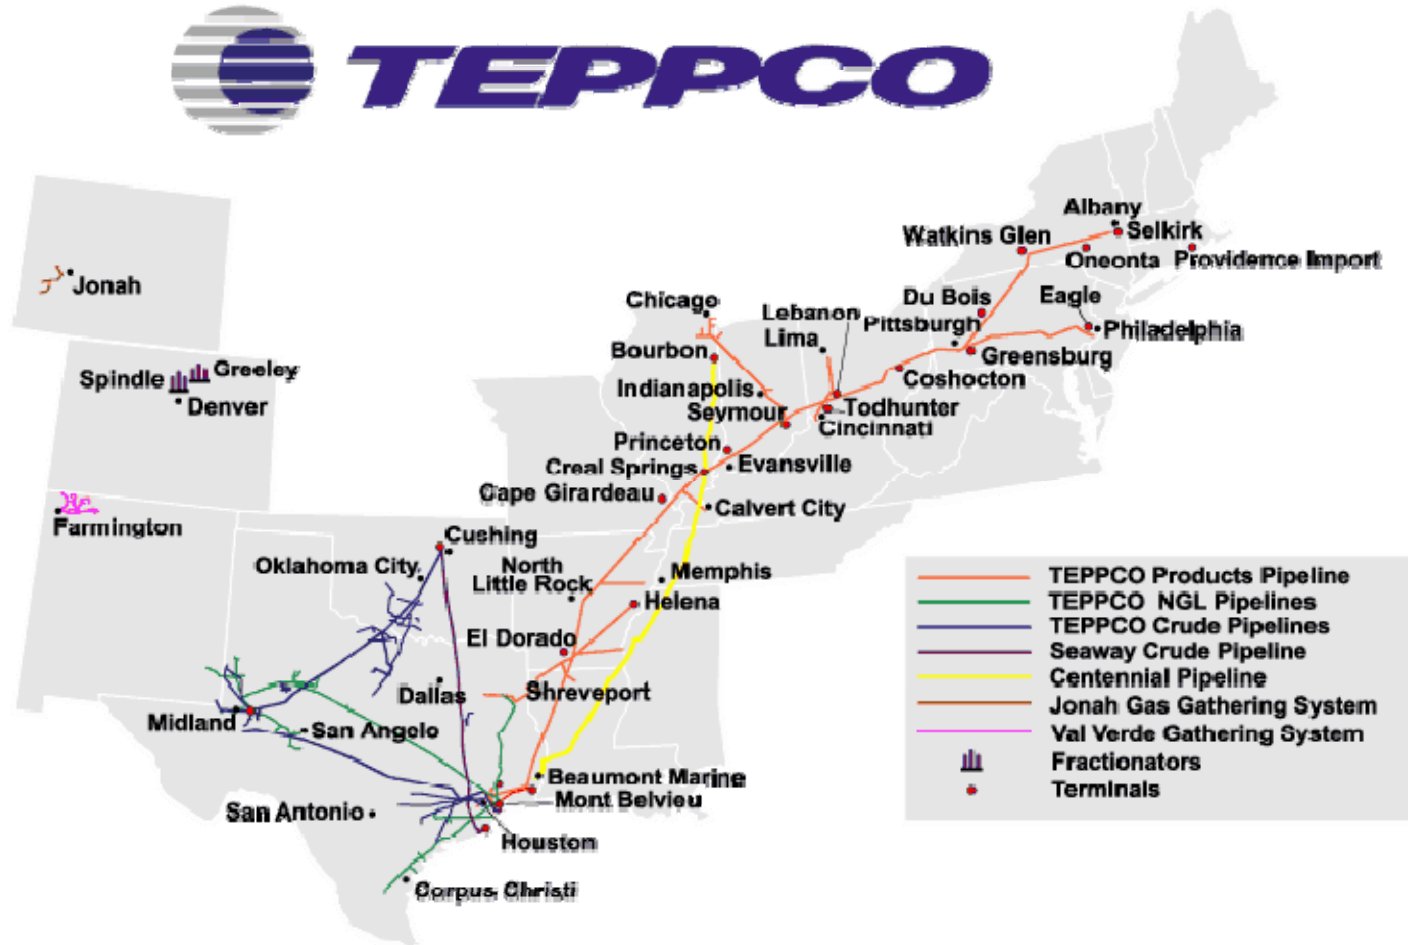 TEPPCO
Albany
Selkirk
Watkins Glen
Oneonta
Providence Import
Jonah
Chicago
Lebanon
Du Bois
Eagle
Pittsburgh
Philadelphia
Lima
Bourbon
Greensburg
Spindle
Greeley
Coshocton
Denver
Indianapolis
Seymour
Todhunter
Cincinnati
Princeton
Creal Springs
Evansville
Cape Girardeau
Calvert City
Farmington
Cushing
Oklahoma City
North
Little Rock
Memphis
Helena
El Dorado
Dallas
Shreveport
Midland
San Angelo
Beaumont Marine
Mont Belvieu
San Antonio
Houston
Corpus Christi
TEPPCO Products Pipeline
TEPPCO NGL Pipelines
TEPPCO Crude Pipelines
Seaway Crude Pipeline
Centennial Pipeline
Jonah Gas Gathering System
Val Verde Gathering System
Fractionators
Terminals